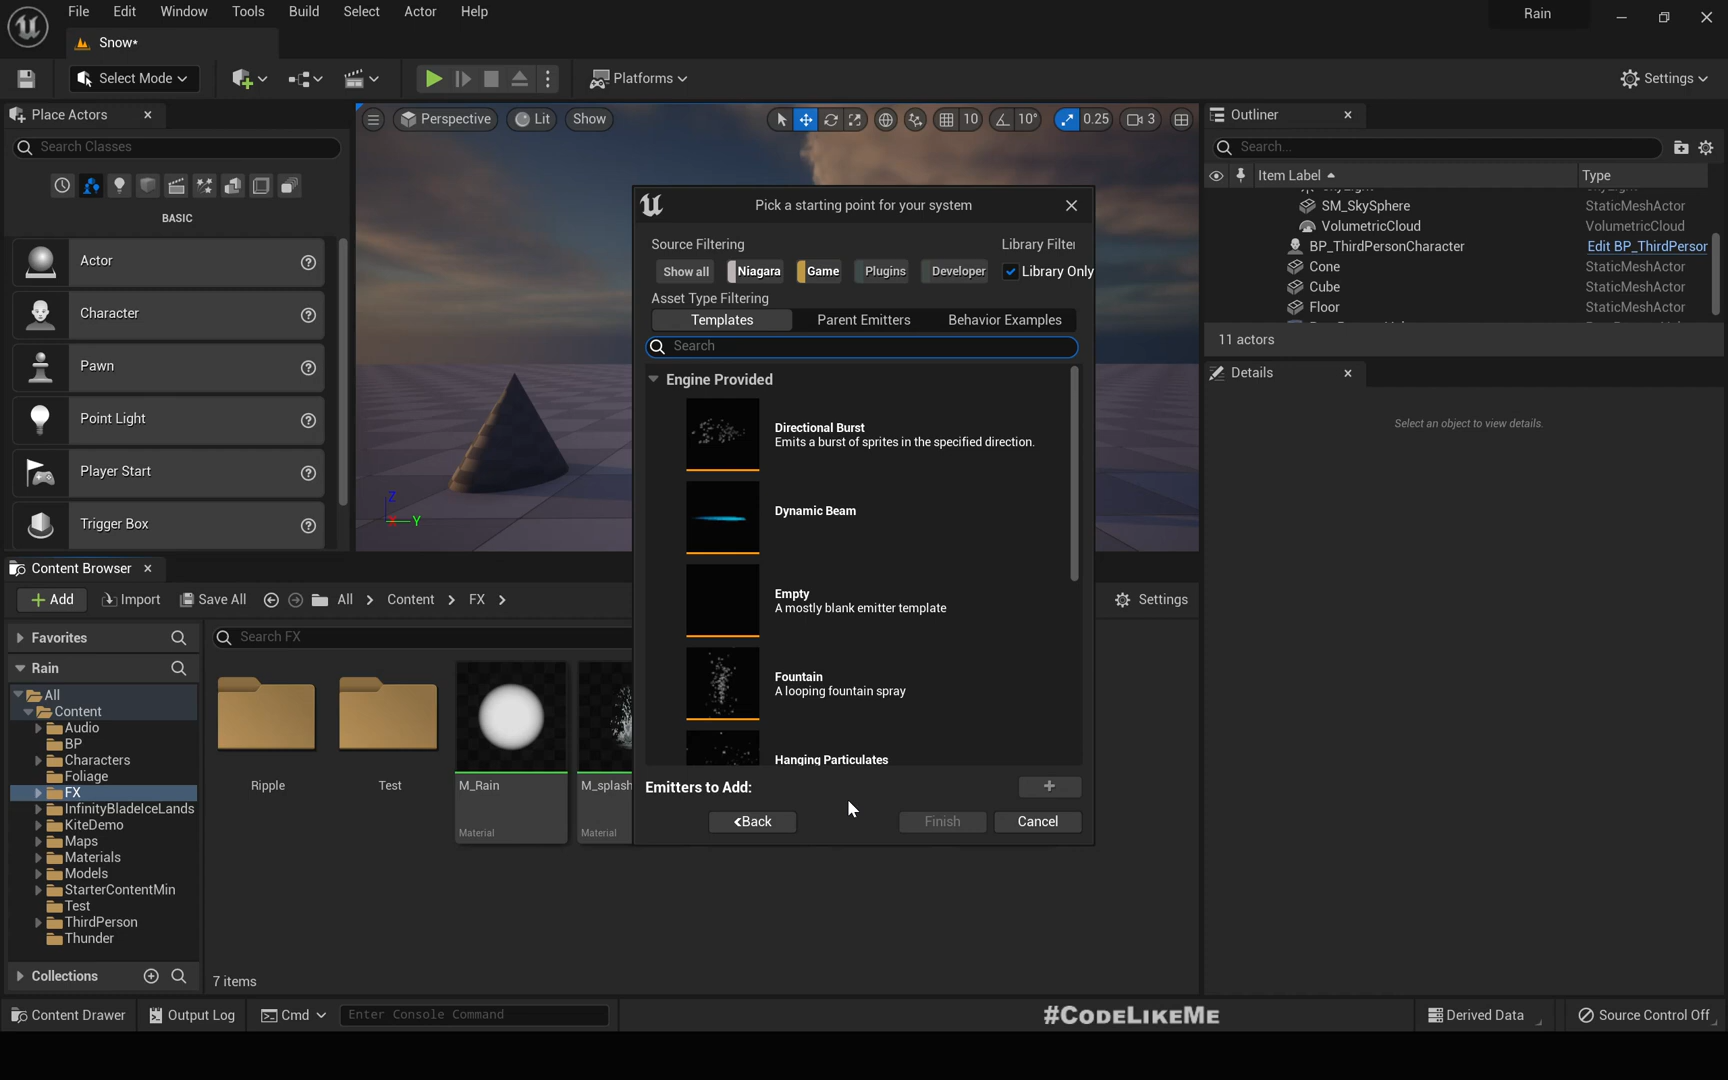 File Edit Window Tools Build Select Actor Help
Rain
Snow*
Select Mode
Platforms
Settings
Place Actors
Search Classes
BASIC
Actor
Character
Pawn
Point Light
Player Start
Trigger Box
Perspective
Lit
Show
10
10°
0.25
3
Z
Y
Pick a starting point for your system
Source Filtering
Library Filter
Show all
Niagara
Game
Plugins
Developer
Library Only
Asset Type Filtering
Templates
Parent Emitters
Behavior Examples
Search
Engine Provided
Directional Burst
Emits a burst of sprites in the specified direction.
Dynamic Beam
Empty
A mostly blank emitter template
Fountain
A looping fountain spray
Hanging Particulates
Emitters to Add:
<Back
Finish
Cancel
Outliner
Search...
Item Label
Type
SM_SkySphere StaticMeshActor
VolumetricCloud VolumetricCloud
BP_ThirdPersonCharacter Edit BP_ThirdPerson
Cone StaticMeshActor
Cube StaticMeshActor
Floor StaticMeshActor
11 actors
Details
Select an object to view details.
Content Browser
Add
Import
Save All
All > Content > FX >
Settings
Favorites
Rain
All
Content
Audio
BP
Characters
Foliage
FX
InfinityBladeIceLands
KiteDemo
Maps
Materials
Models
StarterContentMin
Test
ThirdPerson
Thunder
Collections
Search FX
Ripple
Test
M_Rain
Material
M_splash
Material
7 items
Content Drawer
Output Log
Cmd
Enter Console Command
#CodeLikeMe
Derived Data
Source Control Off